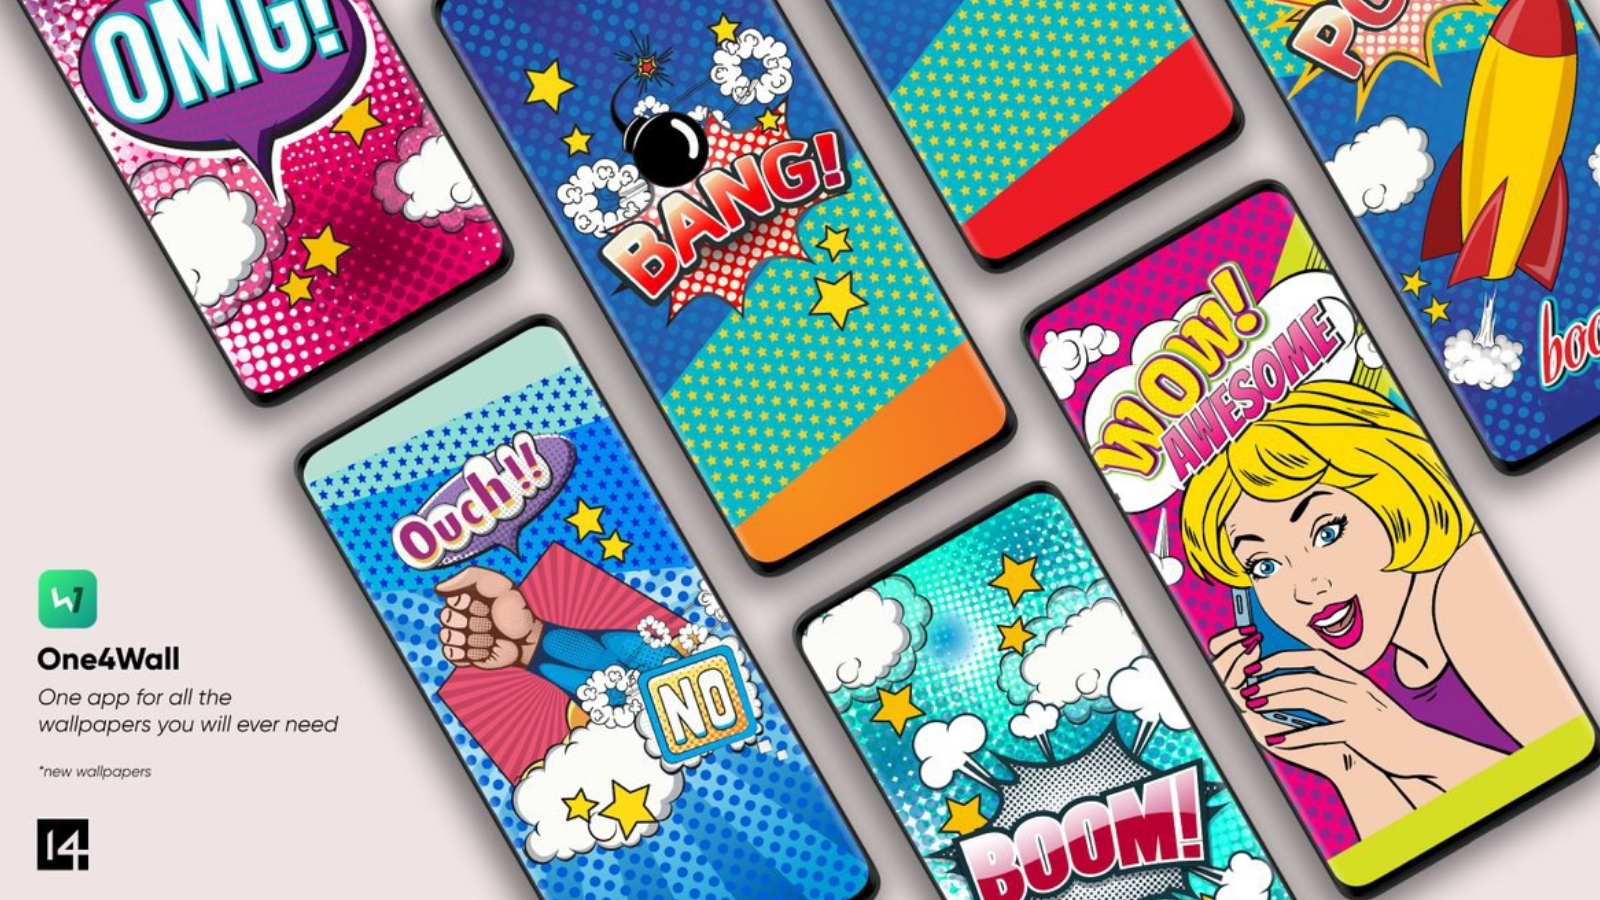 OMG!
BANG!
Ouch!!
NO
WOW!
AWESOME!
BOOM!
One4Wall
One app for all the
wallpapers you will ever need
*new wallpapers
14